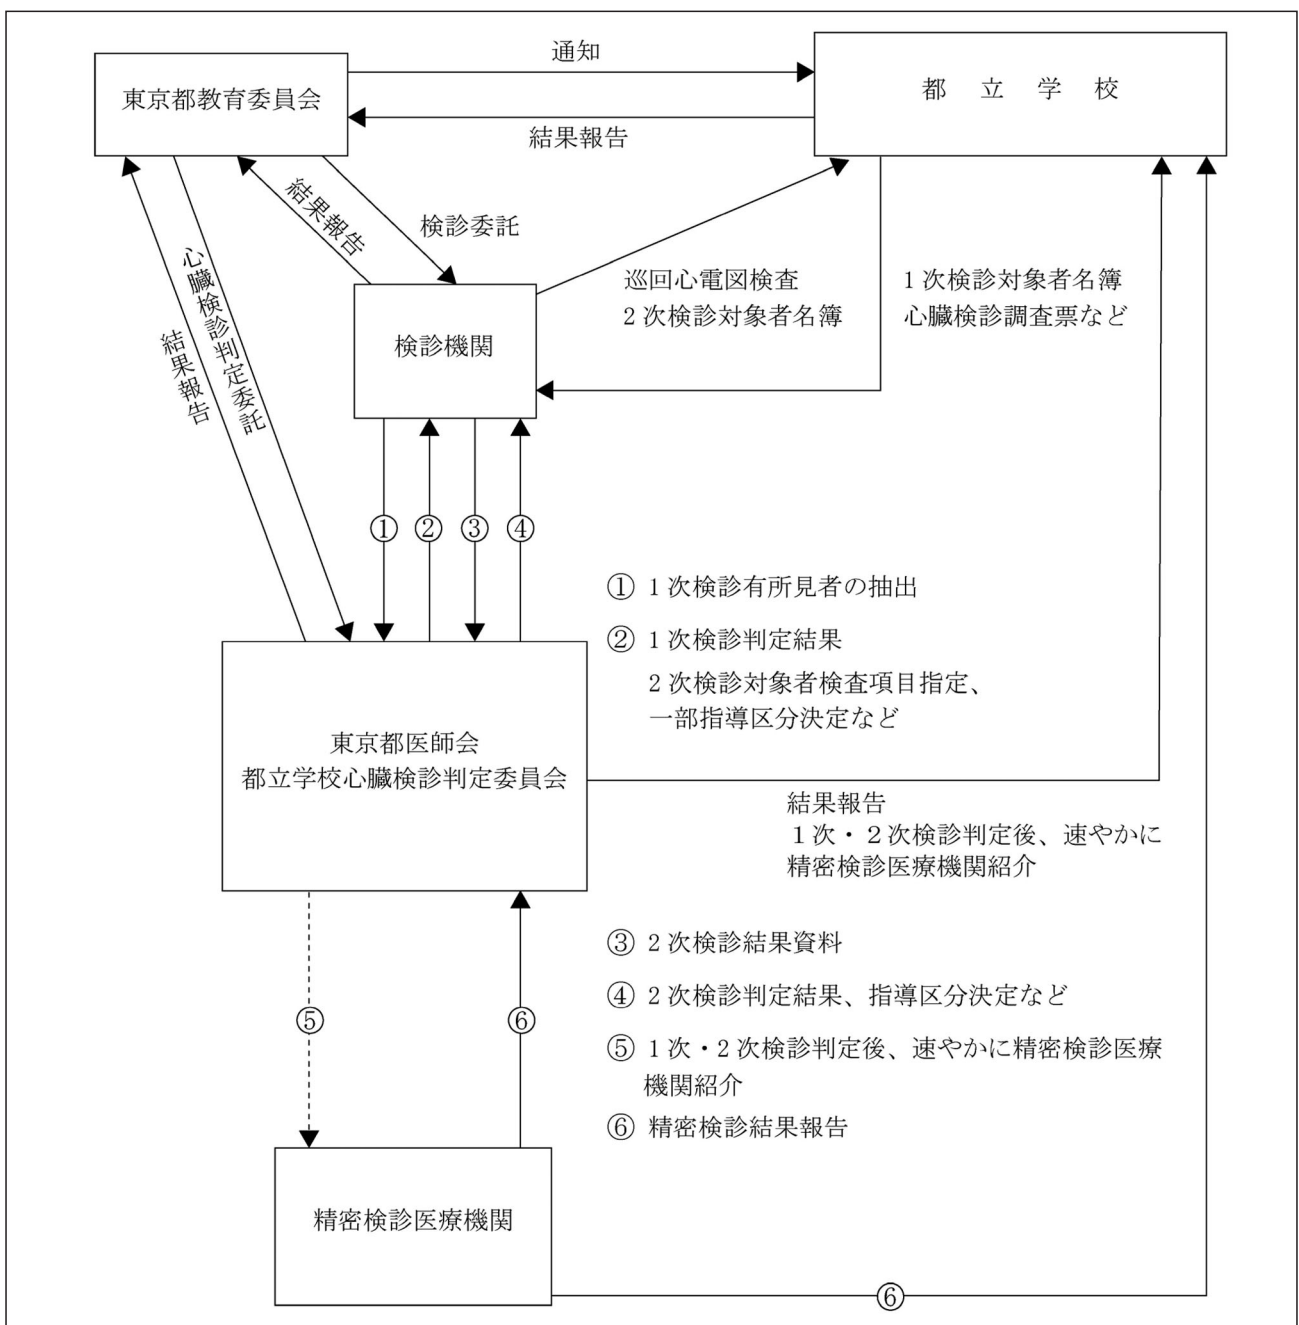 通知
東京都教育委員会
都 立 学 校
結果報告
結果報告
検診委託
心臓検診判定委託
結果報告
巡回心電図検査
2次検診対象者名簿
1次検診対象者名簿
心臓検診調査票など
検診機関
① ② ③ ④
① 1次検診有所見者の抽出
② 1次検診判定結果
2次検診対象者検査項目指定、
一部指導区分決定など
東京都医師会
都立学校心臓検診判定委員会
結果報告
1次・2次検診判定後、速やかに
精密検診医療機関紹介
③ 2次検診結果資料
④ 2次検診判定結果、指導区分決定など
⑤ 1次・2次検診判定後、速やかに精密検診医療
機関紹介
⑥ 精密検診結果報告
⑤ ⑥
精密検診医療機関
⑥